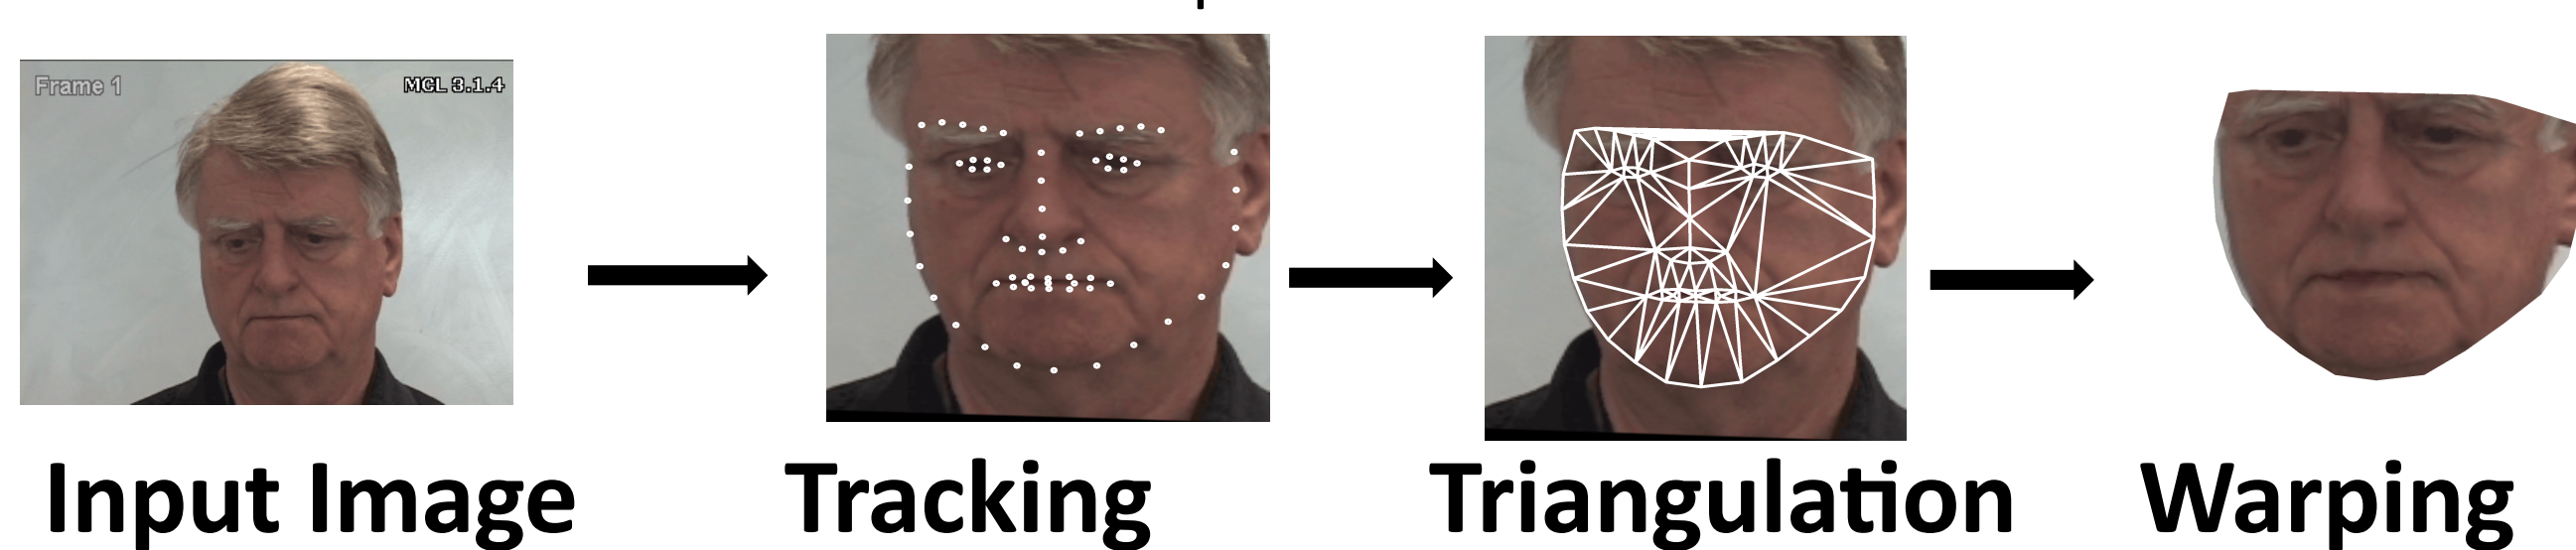 Frame 1
MCL 3.1.4
Input Image
Tracking
Triangulation
Warping